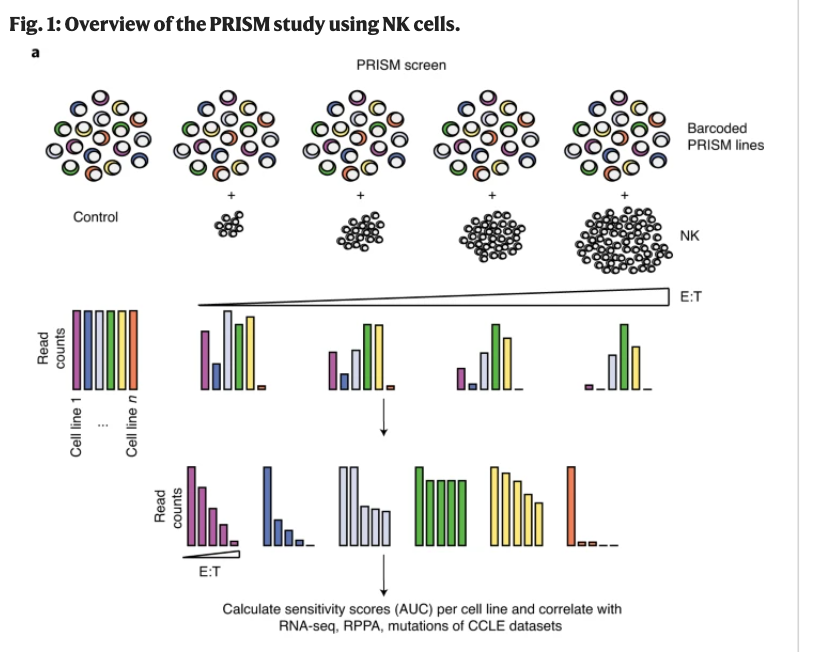 Fig. 1: Overview of the PRISM study using NK cells.
a
PRISM screen
Barcoded
PRISM lines
+
+
+
+
Control
NK
E:T
Read
counts
Cell line 1
...
Cell line n
Read
counts
E:T
Calculate sensitivity scores (AUC) per cell line and correlate with
RNA-seq, RPPA, mutations of CCLE datasets